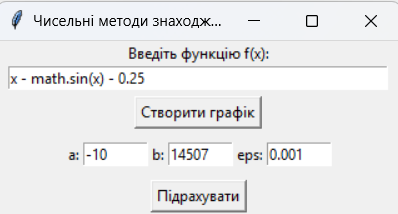 Чисельні методи знаходж...
Введіть функцію f(x):
x - math.sin(x) - 0.25
Створити графік
a: -10 b: 14507 eps: 0.001
Підрахувати